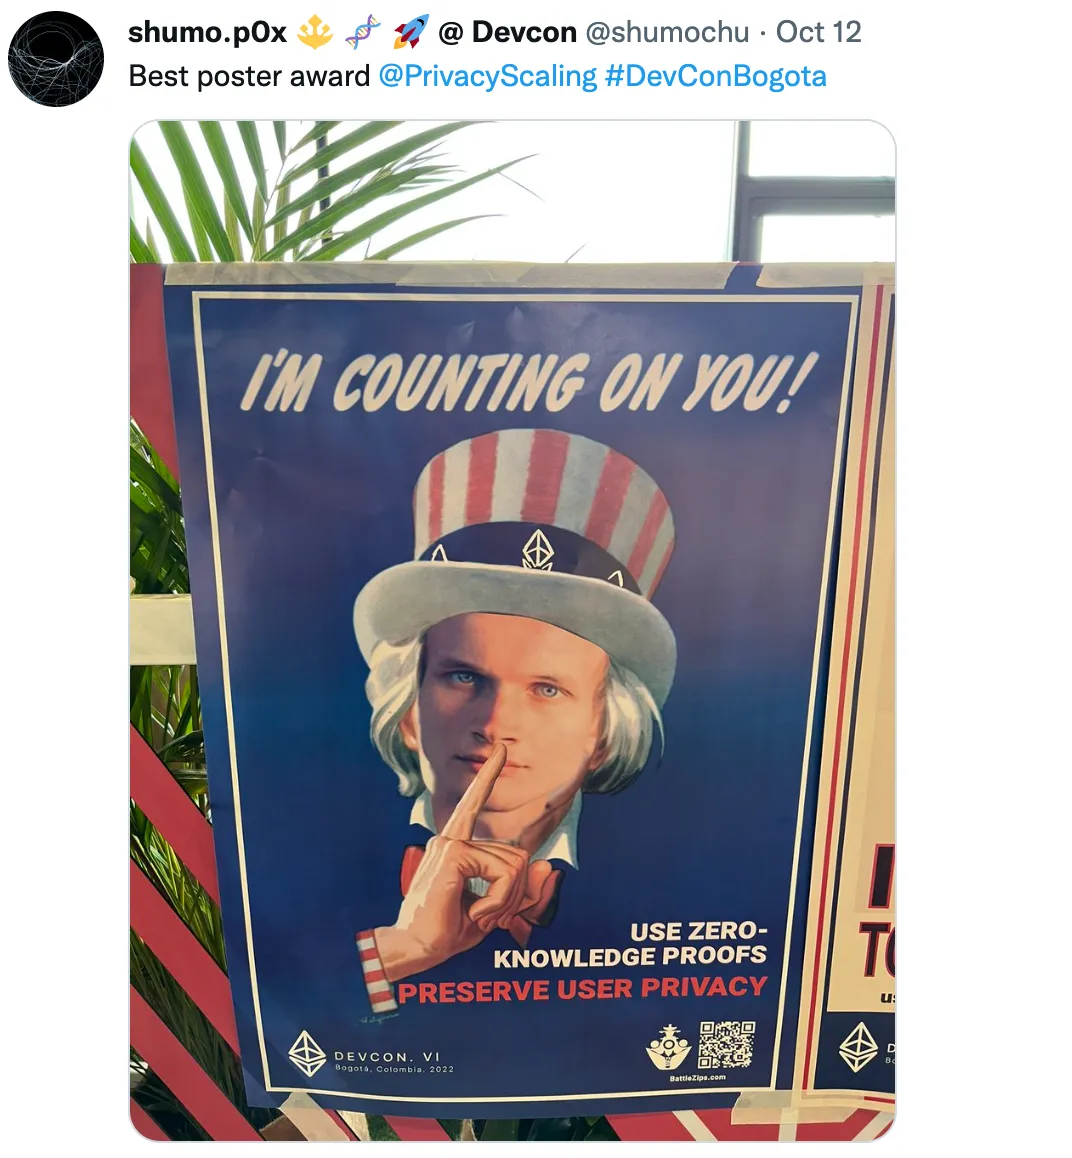 shumo.p0x 🔱 🧬 🚀 @ Devcon @shumochu · Oct 12
Best poster award @PrivacyScaling #DevConBogota
I'M COUNTING ON YOU!
USE ZERO-
KNOWLEDGE PROOFS
PRESERVE USER PRIVACY
DEVCON. VI
Bogotá, Colombia. 2022
BattleZips.com